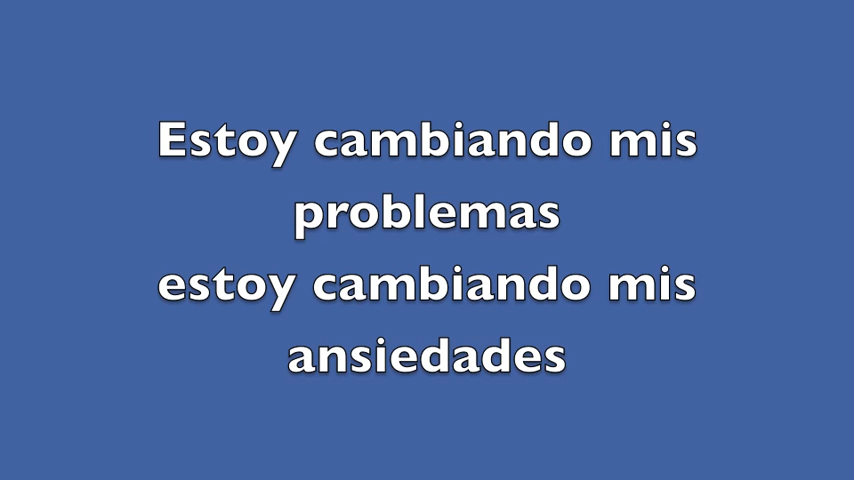 Estoy cambiando mis
problemas
estoy cambiando mis
ansiedades